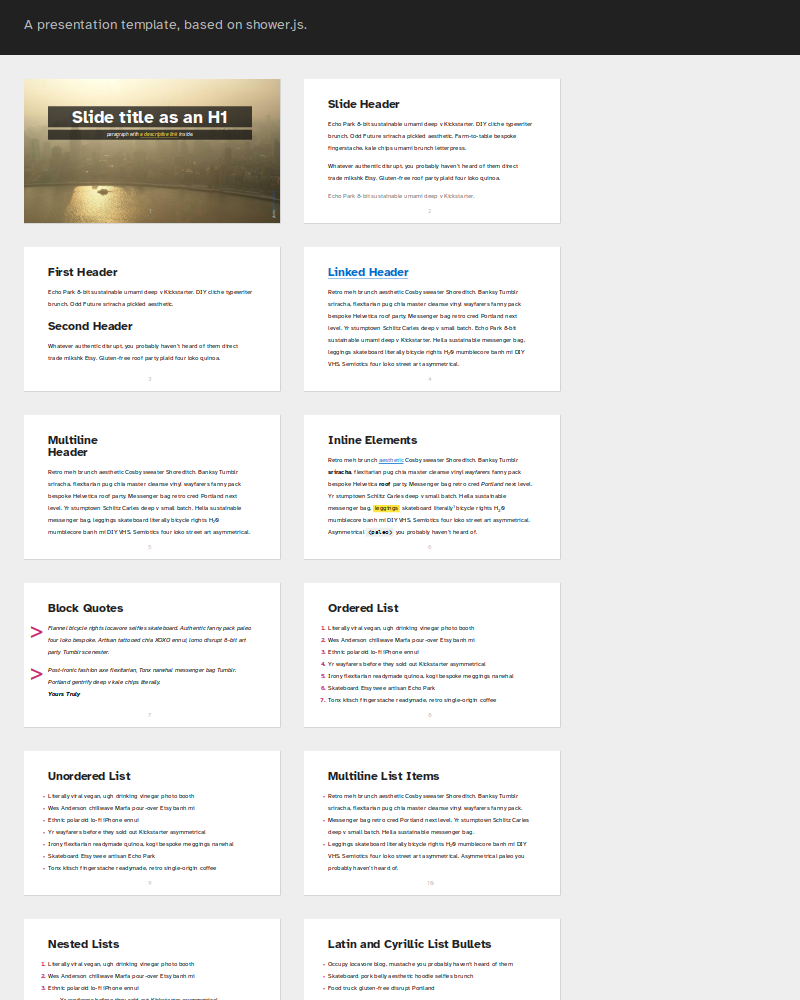 A presentation template, based on shower.js.
Slide title as an H1
paragraph with a descriptive link inside
1
Slide Header
Echo Park 8-bit sustainable umami deep v Kickstarter. DIY cliche typewriter
brunch. Odd Future sriracha pickled aesthetic. Farm-to-table bespoke
fingerstache, kale chips umami brunch letterpress.
Whatever authentic disrupt, you probably haven't heard of them direct
trade mlkshk Etsy. Gluten-free roof party plaid four loko quinoa.
Echo Park 8-bit sustainable umami deep v Kickstarter.
2
First Header
Echo Park 8-bit sustainable umami deep v Kickstarter. DIY cliche typewriter
brunch. Odd Future sriracha pickled aesthetic.
Second Header
Whatever authentic disrupt, you probably haven't heard of them direct
trade mlkshk Etsy. Gluten-free roof party plaid four loko quinoa.
3
Linked Header
Retro meh brunch aesthetic Cosby sweater Shoreditch. Banksy Tumblr
sriracha, flexitarian pug chia master cleanse vinyl wayfarers fanny pack
bespoke Helvetica roof party. Messenger bag retro cred Portland next
level. Yr stumptown Schlitz Carles deep v small batch. Echo Park 8-bit
sustainable umami deep v Kickstarter. Hella sustainable messenger bag,
leggings skateboard literally bicycle rights H₂O mumblecore banh mi DIY
VHS. Semiotics four loko street art asymmetrical.
4
Multiline
Header
Retro meh brunch aesthetic Cosby sweater Shoreditch. Banksy Tumblr
sriracha, flexitarian pug chia master cleanse vinyl wayfarers fanny pack
bespoke Helvetica roof party. Messenger bag retro cred Portland next
level. Yr stumptown Schlitz Carles deep v small batch. Hella sustainable
messenger bag, leggings skateboard literally bicycle rights H₂O
mumblecore banh mi DIY VHS. Semiotics four loko street art asymmetrical.
5
Inline Elements
Retro meh brunch aesthetic Cosby sweater Shoreditch. Banksy Tumblr
sriracha, flexitarian pug chia master cleanse vinyl wayfarers fanny pack
bespoke Helvetica roof party. Messenger bag retro cred Portland next level.
Yr stumptown Schlitz Carles deep v small batch. Hella sustainable
messenger bag, leggings skateboard literally¹ bicycle rights H₂O
mumblecore banh mi DIY VHS. Semiotics four loko street art asymmetrical.
Asymmetrical <paleo> you probably haven't heard of.
6
Block Quotes
> Flannel bicycle rights locavore selfies skateboard. Authentic fanny pack paleo
four loko bespoke. Artisan tattooed chia XOXO ennui, lomo disrupt 8-bit art
party Tumblr scenester.
> Post-ironic fashion axe flexitarian, Tonx narwhal messenger bag Tumblr.
Portland gentrify deep v kale chips literally.
Yours Truly
7
Ordered List
1. Literally viral vegan, ugh drinking vinegar photo booth
2. Wes Anderson chillwave Marfa pour-over Etsy banh mi
3. Ethnic polaroid lo-fi iPhone ennui
4. Yr wayfarers before they sold out Kickstarter asymmetrical
5. Irony flexitarian readymade quinoa, kogi bespoke meggings narwhal
6. Skateboard Etsy twee artisan Echo Park
7. Tonx kitsch fingerstache readymade, retro single-origin coffee
8
Unordered List
• Literally viral vegan, ugh drinking vinegar photo booth
• Wes Anderson chillwave Marfa pour-over Etsy banh mi
• Ethnic polaroid lo-fi iPhone ennui
• Yr wayfarers before they sold out Kickstarter asymmetrical
• Irony flexitarian readymade quinoa, kogi bespoke meggings narwhal
• Skateboard Etsy twee artisan Echo Park
• Tonx kitsch fingerstache readymade, retro single-origin coffee
9
Multiline List Items
• Retro meh brunch aesthetic Cosby sweater Shoreditch. Banksy Tumblr
sriracha, flexitarian pug chia master cleanse vinyl wayfarers fanny pack.
• Messenger bag retro cred Portland next level. Yr stumptown Schlitz Carles
deep v small batch. Hella sustainable messenger bag.
• Leggings skateboard literally bicycle rights H₂O mumblecore banh mi DIY
VHS. Semiotics four loko street art asymmetrical. Asymmetrical paleo you
probably haven't heard of.
10
Nested Lists
1. Literally viral vegan, ugh drinking vinegar photo booth
2. Wes Anderson chillwave Marfa pour-over Etsy banh mi
3. Ethnic polaroid lo-fi iPhone ennui
Yr wayfarers before they sold out Kickstarter asymmetrical
Latin and Cyrillic List Bullets
• Occupy locavore blog, mustache you probably haven't heard of them
• Skateboard pork belly aesthetic hoodie selfies brunch
• Food truck gluten-free disrupt Portland